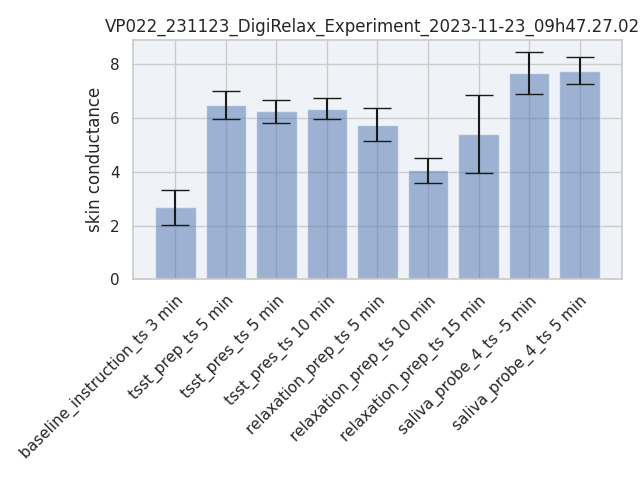 VP022_231123_DigiRelax_Experiment_2023-11-23_09h47.27.02
skin conductance
8
6
4
2
0
baseline_instruction_ts 3 min
tsst_prep_ts 5 min
tsst_pres_ts 5 min
tsst_pres_ts 10 min
relaxation_prep_ts 5 min
relaxation_prep_ts 10 min
relaxation_prep_ts 15 min
saliva_probe_4_ts -5 min
saliva_probe_4_ts 5 min